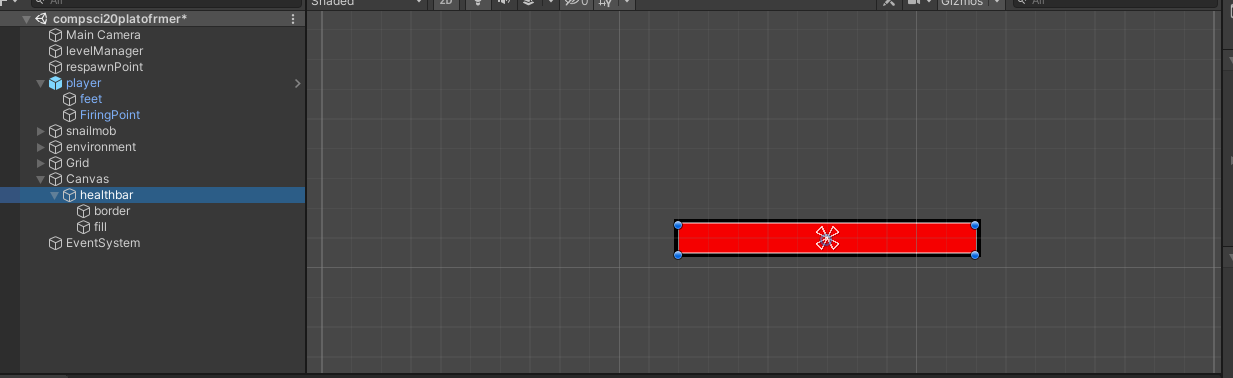 All
Shaded
2D
0
Gizmos
All
compsci20platofrmer*
Main Camera
levelManager
respawnPoint
player
feet
FiringPoint
snailmob
environment
Grid
Canvas
healthbar
border
fill
EventSystem